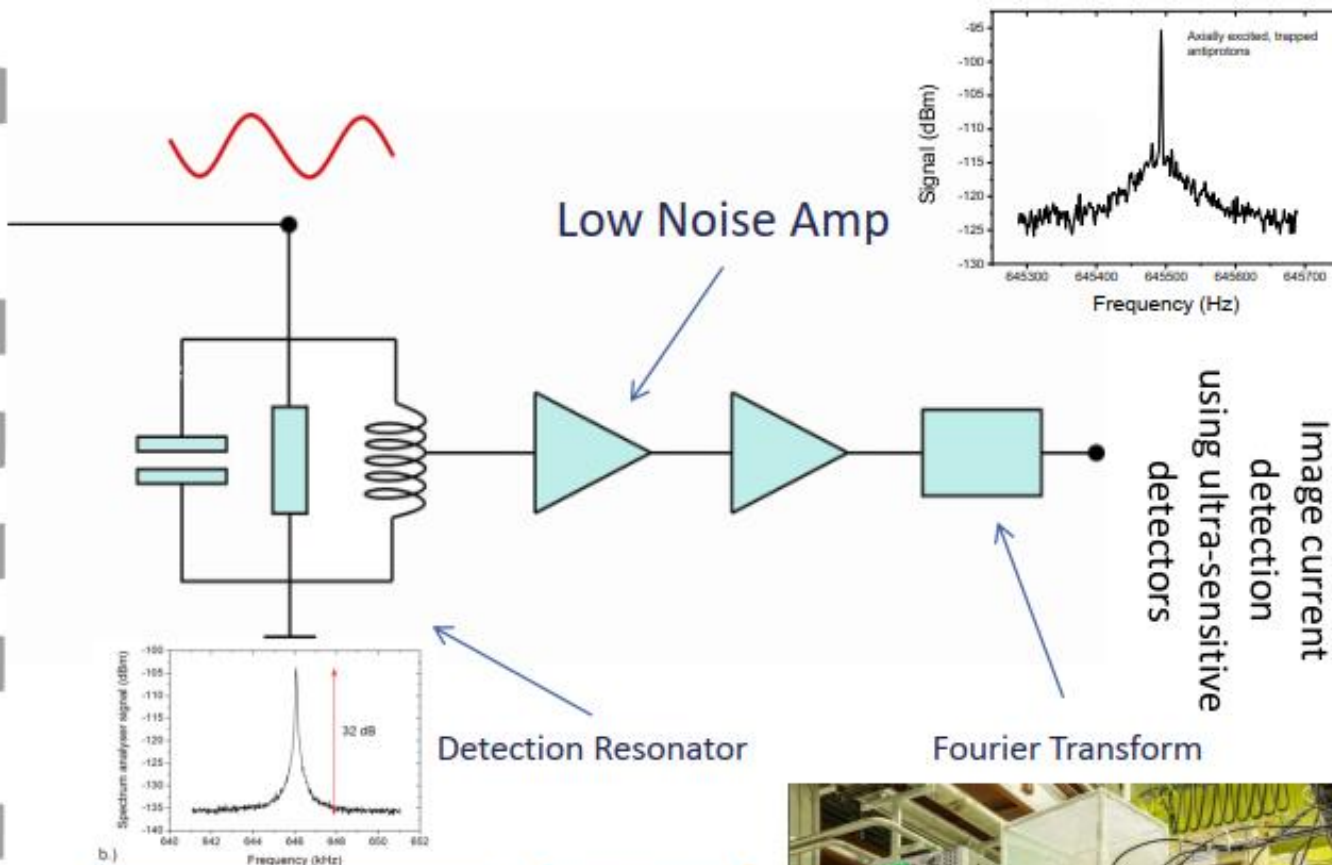 -95
-100
-105
-110
-115
-120
-125
-130
Signal (dBm)
Axially excited, trapped
antiprotons
645300 645400 645500 645600 645700
Frequency (Hz)
Low Noise Amp
Image current
detection
using ultra-sensitive
detectors
Detection Resonator
Fourier Transform
-100
-105
-110
-115
-120
-125
-130
-135
-140
Spectrum analyser signal (dBm)
32 dB
640 642 644 646 648 650 652
b.)
Frequency (kHz)